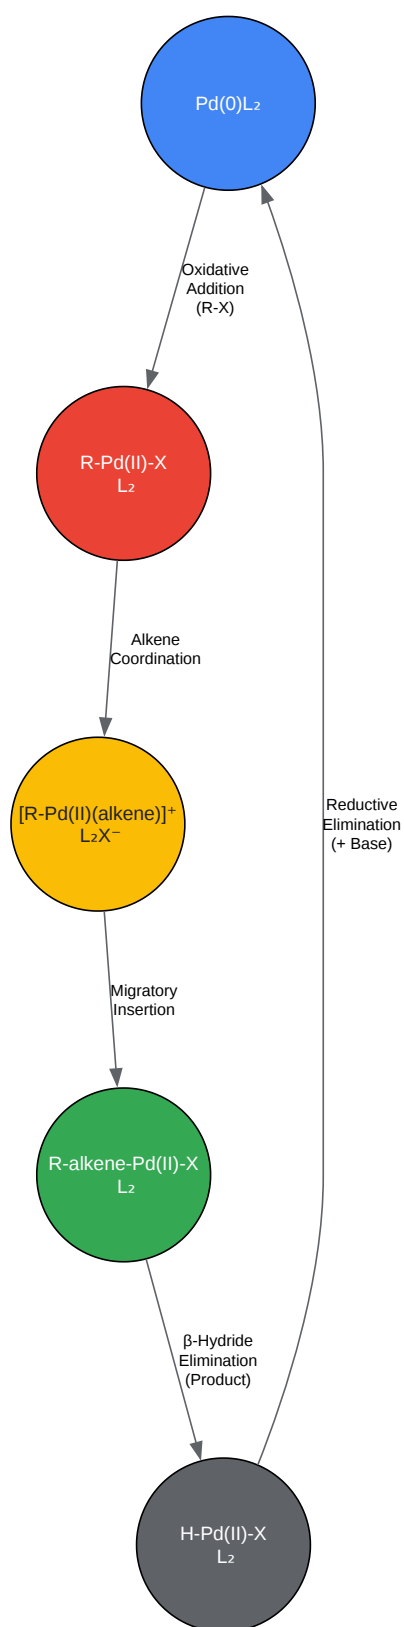 Pd(0)L₂
Oxidative
Addition
(R-X)
R-Pd(II)-X
L₂
Alkene
Coordination
[R-Pd(II)(alkene)]⁺
L₂X⁻
Reductive
Elimination
(+ Base)
Migratory
Insertion
R-alkene-Pd(II)-X
L₂
β-Hydride
Elimination
(Product)
H-Pd(II)-X
L₂